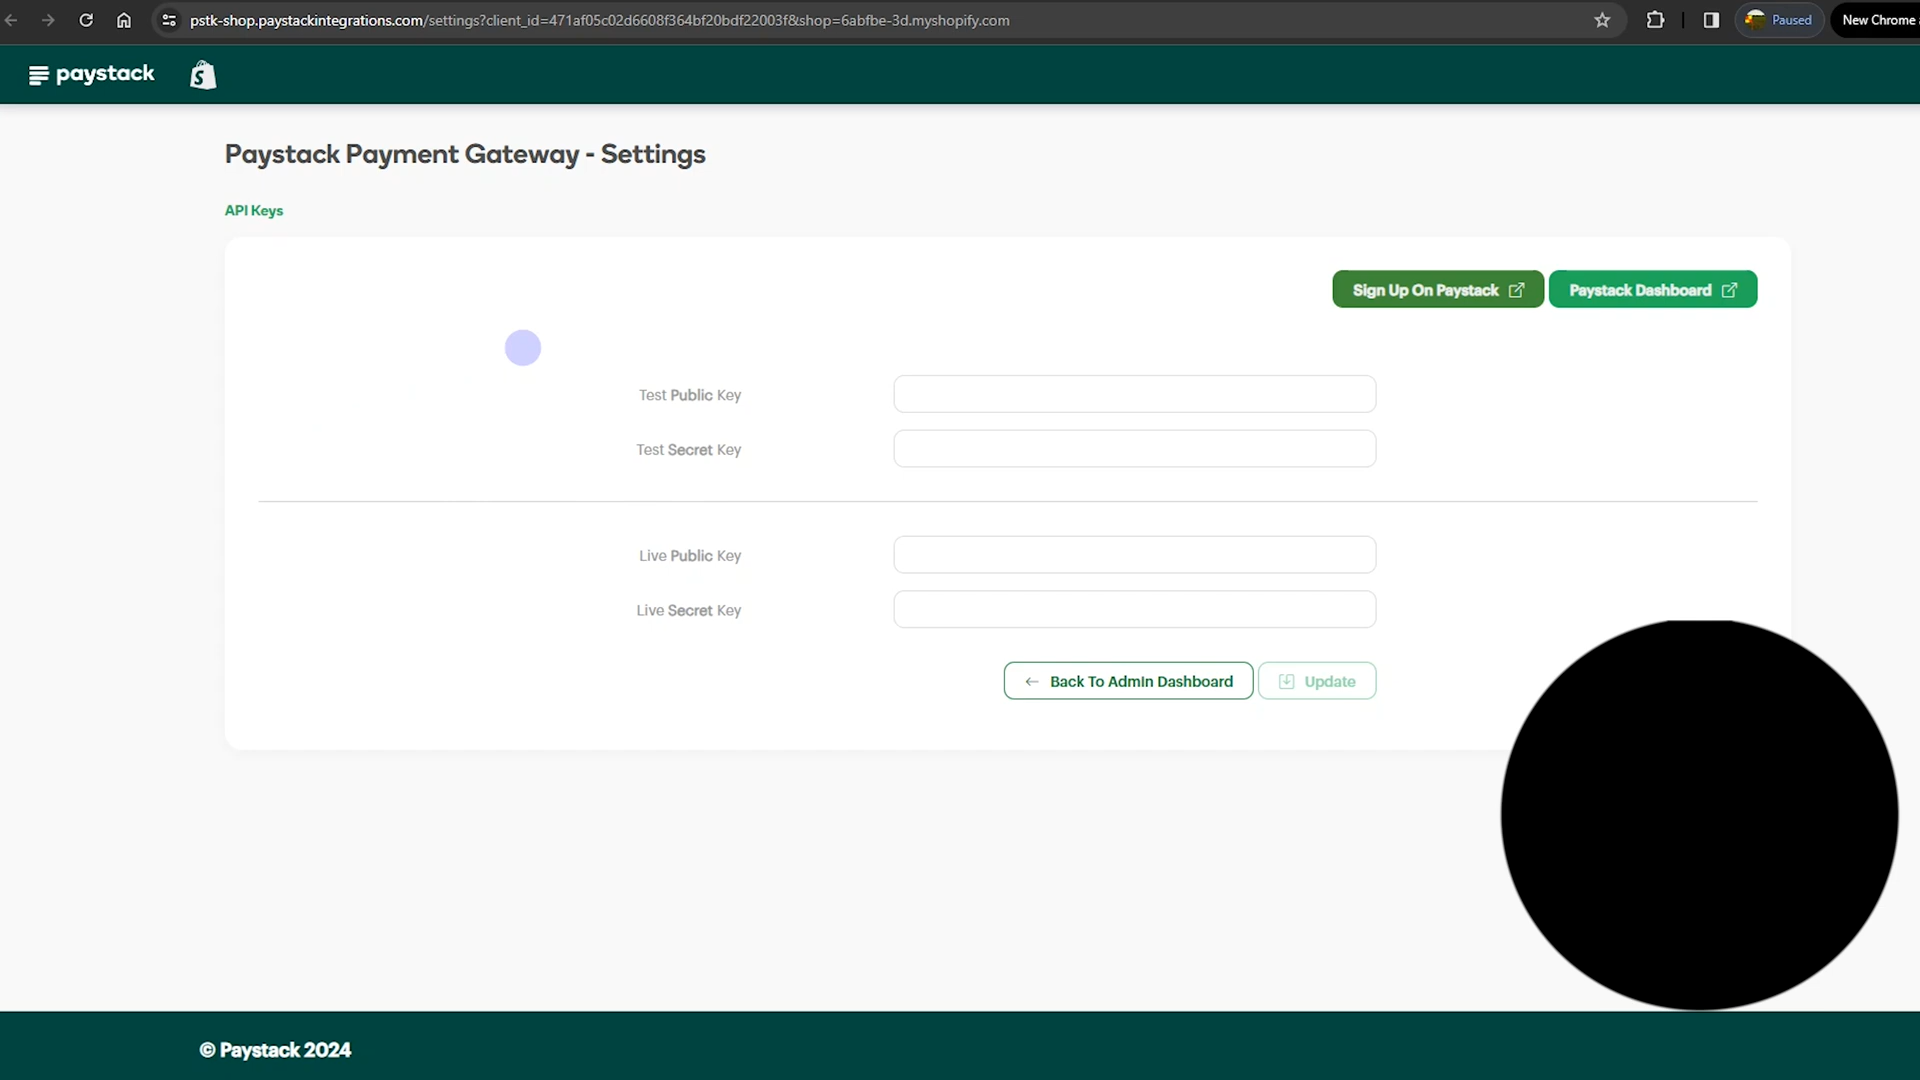 pstk-shop.paystackintegrations.com/settings?client_id=471af05c02d6608f364bf20bdf22003f&shop=6abfbe-3d.myshopify.com
Paused
New Chrome
paystack
Paystack Payment Gateway - Settings
API Keys
Sign Up On Paystack
Paystack Dashboard
Test Public Key
Test Secret Key
Live Public Key
Live Secret Key
Back To Admin Dashboard
Update
© Paystack 2024